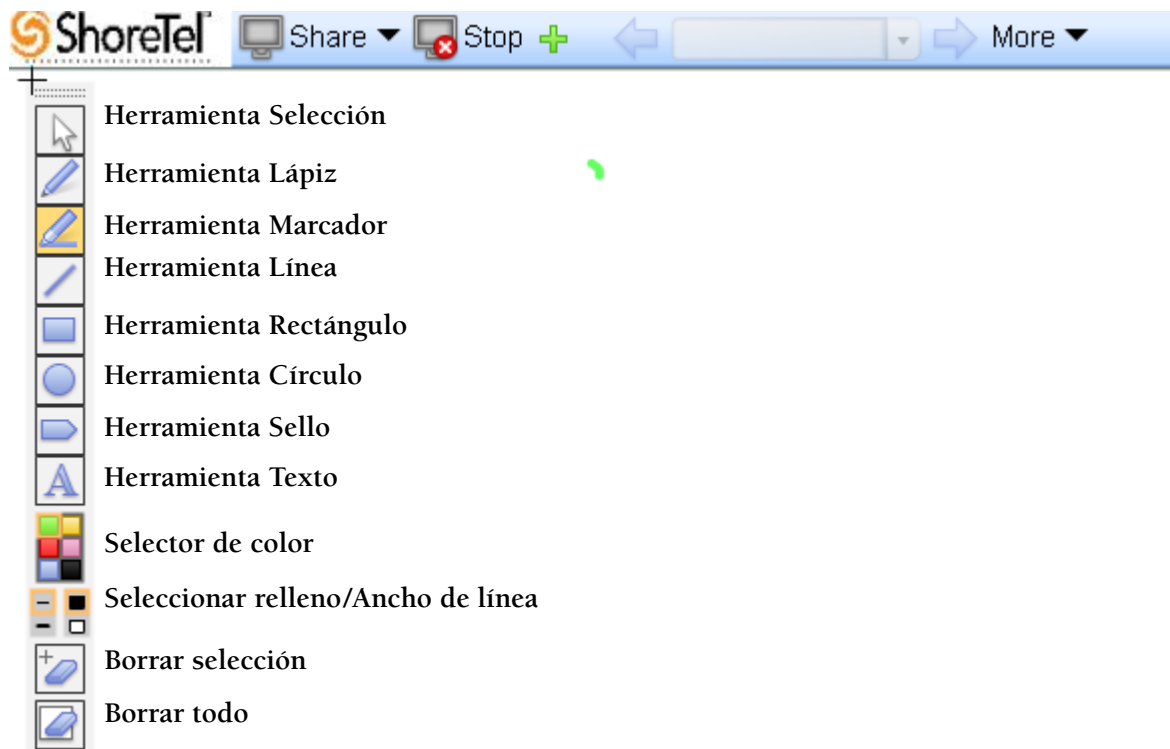 ShoreTel Share Stop More
Herramienta Selección
Herramienta Lápiz
Herramienta Marcador
Herramienta Línea
Herramienta Rectángulo
Herramienta Círculo
Herramienta Sello
Herramienta Texto
Selector de color
Seleccionar relleno/Ancho de línea
Borrar selección
Borrar todo